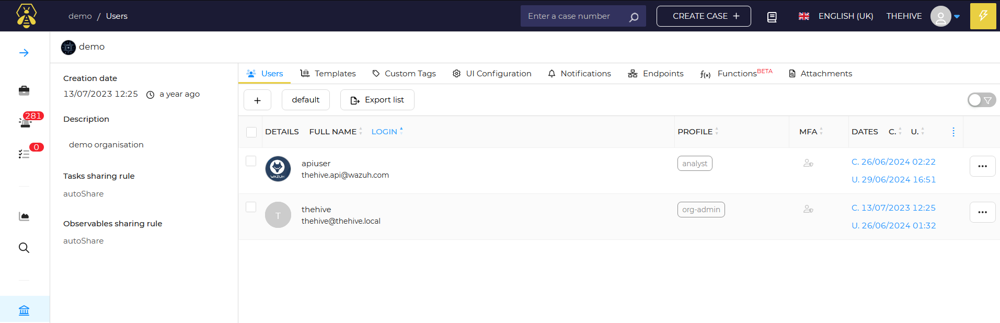 demo / Users
Enter a case number
CREATE CASE +
ENGLISH (UK)
THEHIVE
demo
281
0
Creation date
13/07/2023 12:25 a year ago
Description
demo organisation
Tasks sharing rule
autoShare
Observables sharing rule
autoShare
Users Templates Custom Tags UI Configuration Notifications Endpoints f(x) FunctionsBETA Attachments
+ default Export list
DETAILS FULL NAME LOGIN PROFILE MFA DATES C. U.
WAZUH
apiuser
thehive.api@wazuh.com
analyst
C. 26/06/2024 02:22
U. 29/06/2024 16:51
T
thehive
thehive@thehive.local
org-admin
C. 13/07/2023 12:25
U. 26/06/2024 01:32